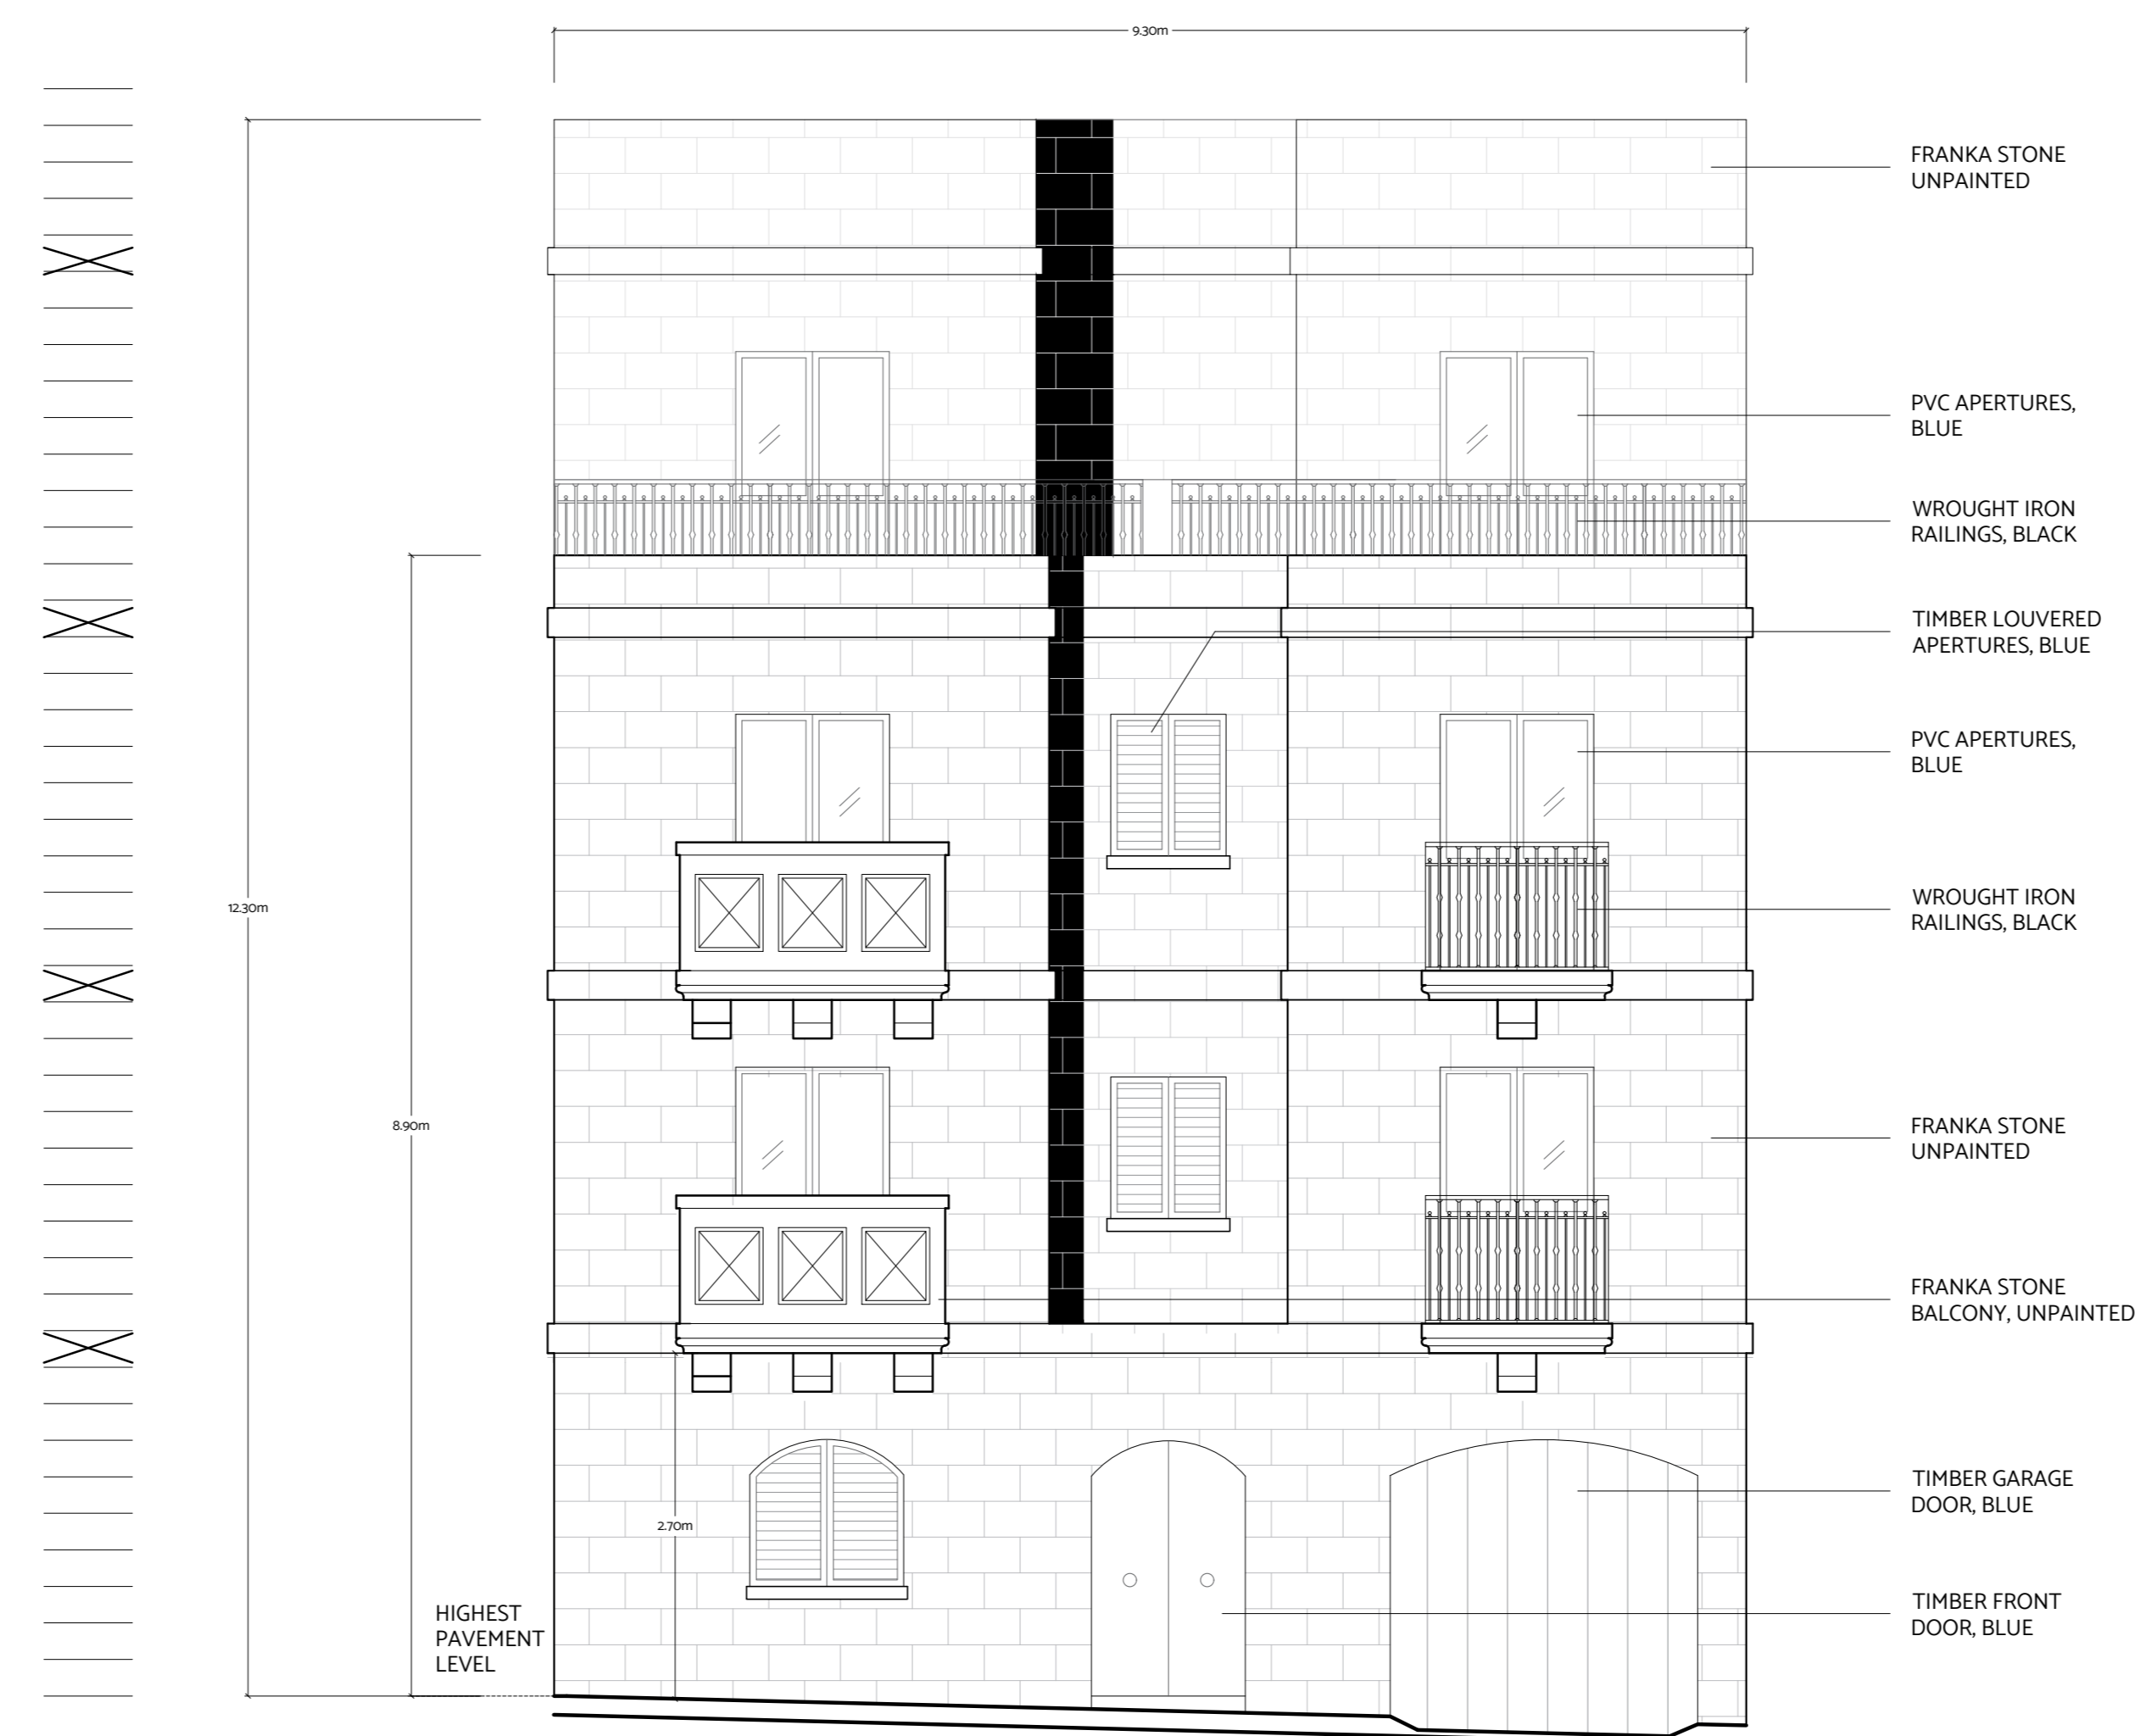 9.30m
FRANKA STONE
UNPAINTED
PVC APERTURES,
BLUE
WROUGHT IRON
RAILINGS, BLACK
TIMBER LOUVERED
APERTURES, BLUE
PVC APERTURES,
BLUE
12.30m
WROUGHT IRON
RAILINGS, BLACK
8.90m
FRANKA STONE
UNPAINTED
FRANKA STONE
BALCONY, UNPAINTED
TIMBER GARAGE
DOOR, BLUE
2.70m
HIGHEST
PAVEMENT
LEVEL
TIMBER FRONT
DOOR, BLUE